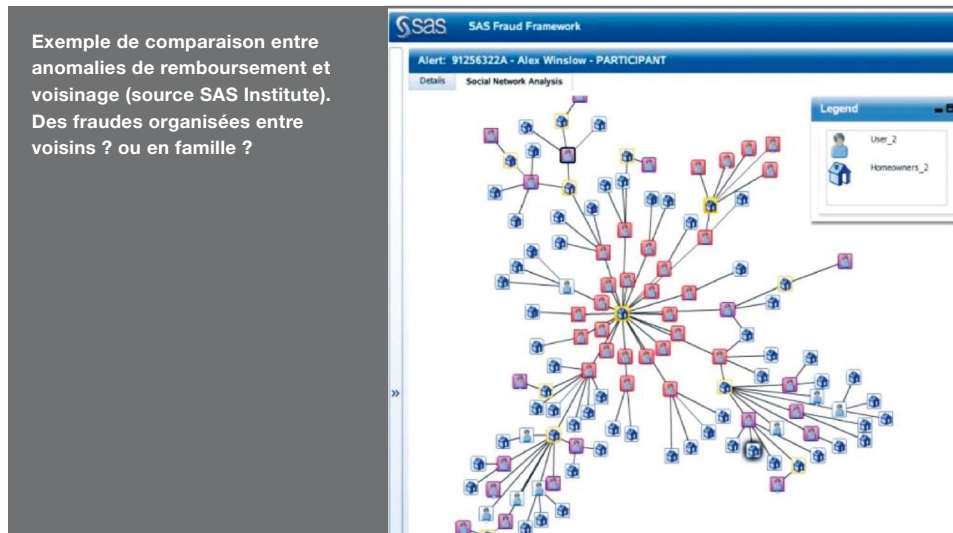 Exemple de comparaison entre
anomalies de remboursement et
voisinage (source SAS Institute).
Des fraudes organisées entre
voisins ? ou en famille ?
sas SAS Fraud Framework
Alert: 91256322A - Alex Winslow - PARTICIPANT
Details Social Network Analysis
Legend
User_2
Homeowners_2
»